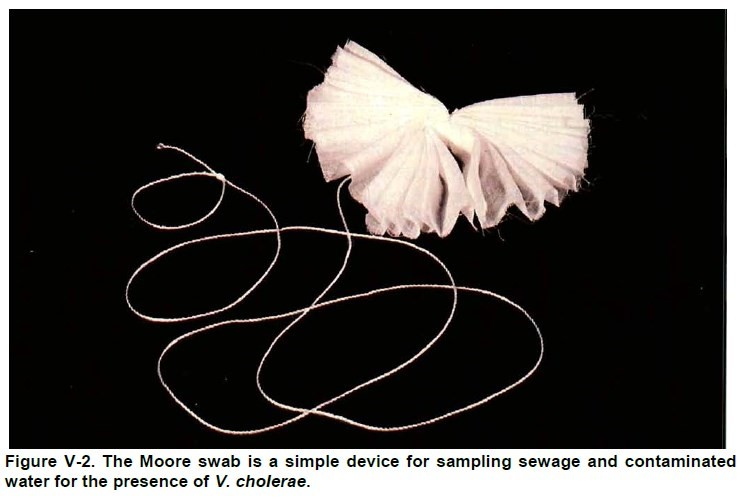 Figure V-2. The Moore swab is a simple device for sampling sewage and contaminated
water for the presence of V. cholerae.